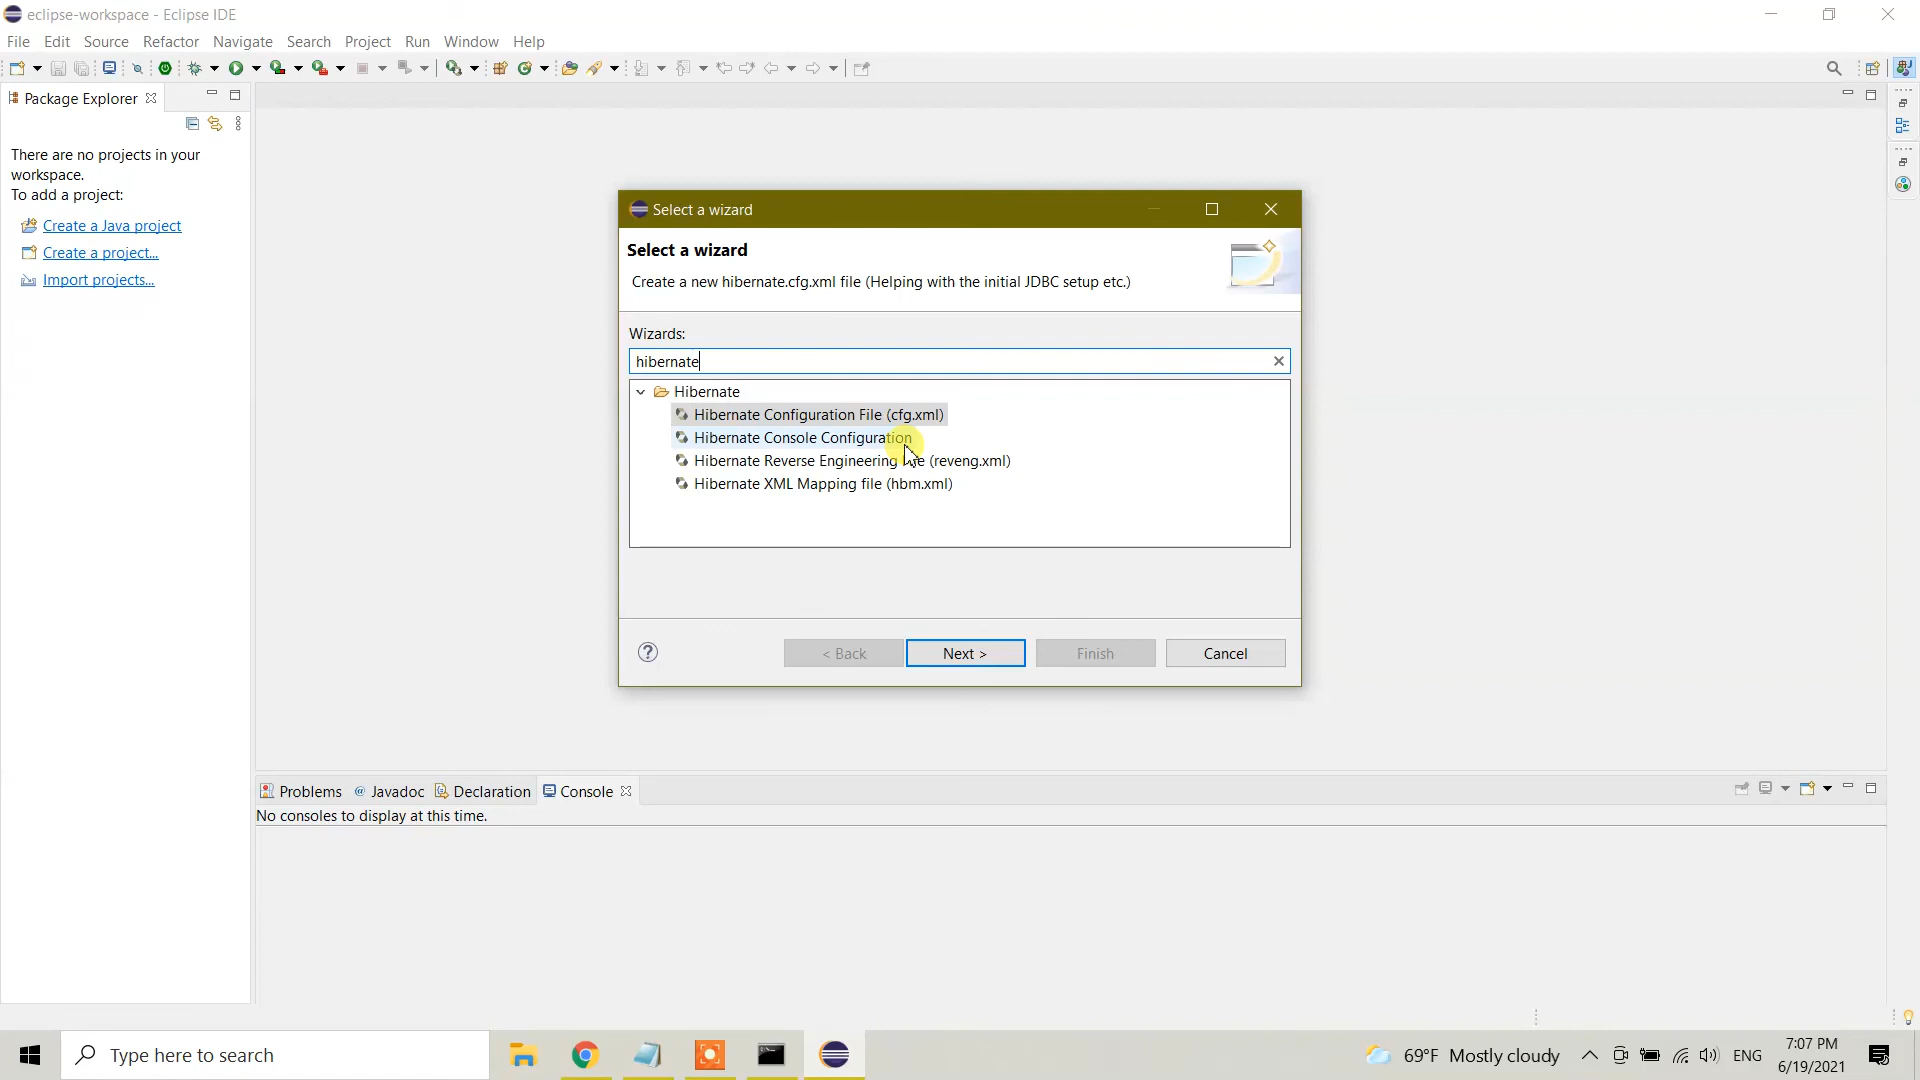 eclipse-workspace - Eclipse IDE
File Edit Source Refactor Navigate Search Project Run Window Help
Package Explorer
There are no projects in your
workspace.
To add a project:
Create a Java project
Create a project...
Import projects...
Select a wizard
Select a wizard
Create a new hibernate.cfg.xml file (Helping with the initial JDBC setup etc.)
Wizards:
hibernate
Hibernate
Hibernate Configuration File (cfg.xml)
Hibernate Console Configuration
Hibernate Reverse Engineering (reveng.xml)
Hibernate XML Mapping file (hbm.xml)
< Back Next > Finish Cancel
Problems @ Javadoc Declaration Console
No consoles to display at this time.
Type here to search
69°F Mostly cloudy
ENG
7:07 PM
6/19/2021